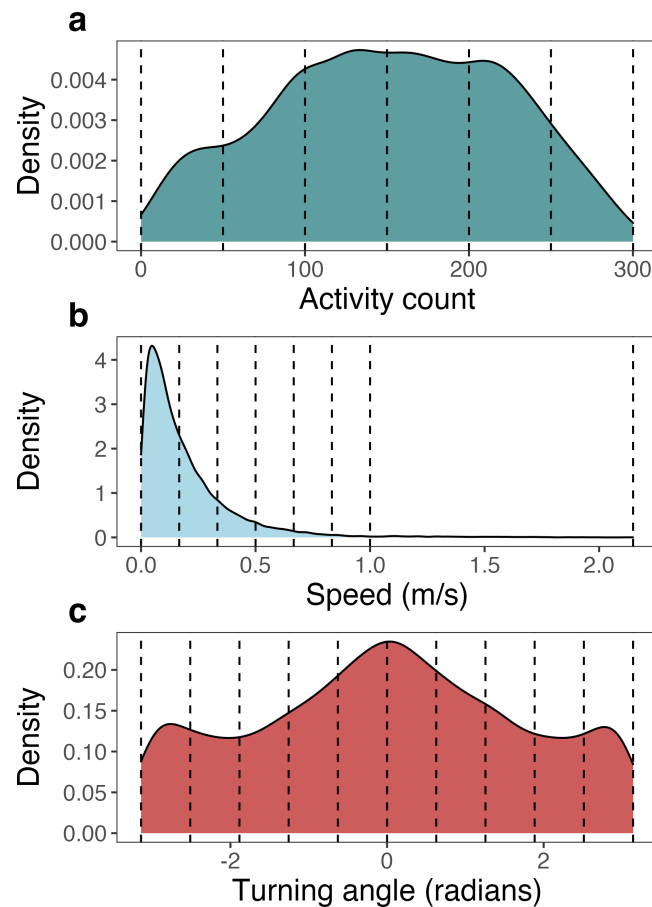 a
Density
0.004
0.003
0.002
0.001
0.000
0 100 200 300
Activity count
b
Density
4
3
2
1
0
0.0 0.5 1.0 1.5 2.0
Speed (m/s)
c
Density
0.20
0.15
0.10
0.05
0.00
-2 0 2
Turning angle (radians)